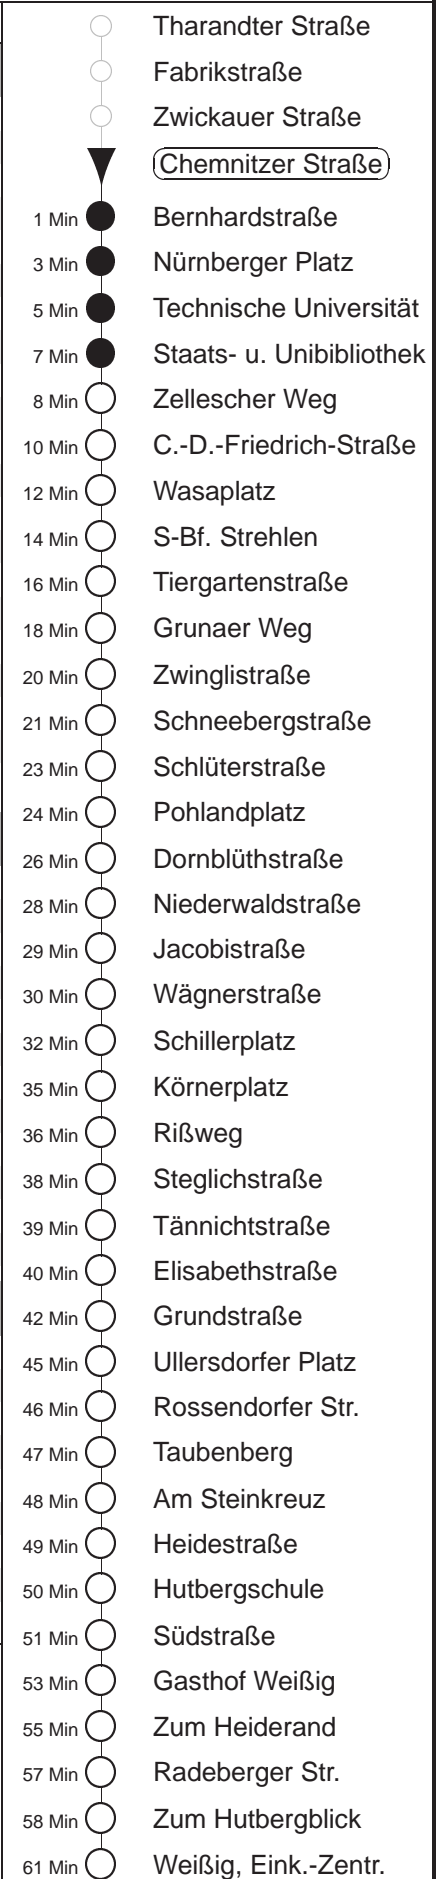 Tharandter Straße
Fabrikstraße
Zwickauer Straße
Chemnitzer Straße
1 Min Bernhardstraße
3 Min Nürnberger Platz
5 Min Technische Universität
7 Min Staats- u. Unibibliothek
8 Min Zellescher Weg
10 Min C.-D.-Friedrich-Straße
12 Min Wasaplatz
14 Min S-Bf. Strehlen
16 Min Tiergartenstraße
18 Min Grunaer Weg
20 Min Zwinglistraße
21 Min Schneebergstraße
23 Min Schlüterstraße
24 Min Pohlandplatz
26 Min Dornblüthstraße
28 Min Niederwaldstraße
29 Min Jacobistraße
30 Min Wägnerstraße
32 Min Schillerplatz
35 Min Körnerplatz
36 Min Rißweg
38 Min Steglichstraße
39 Min Tännichtstraße
40 Min Elisabethstraße
42 Min Grundstraße
45 Min Ullersdorfer Platz
46 Min Rossendorfer Str.
47 Min Taubenberg
48 Min Am Steinkreuz
49 Min Heidestraße
50 Min Hutbergschule
51 Min Südstraße
53 Min Gasthof Weißig
55 Min Zum Heiderand
57 Min Radeberger Str.
58 Min Zum Hutbergblick
61 Min Weißig, Eink.-Zentr.